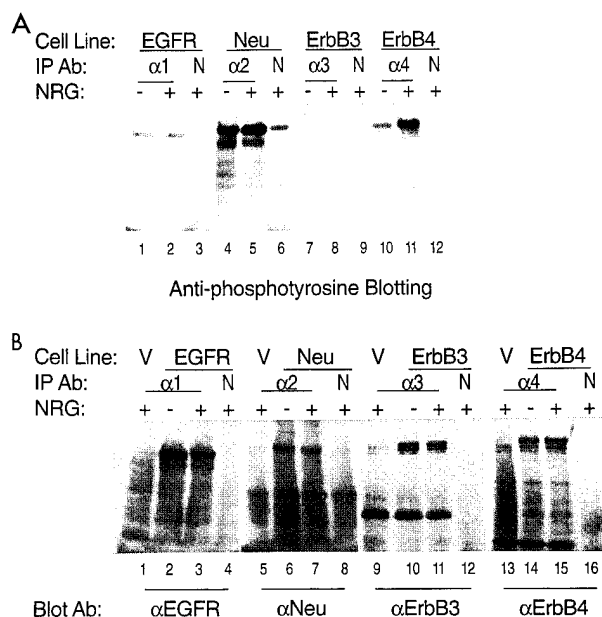 A
Cell Line: EGFR Neu ErbB3 ErbB4
IP Ab: α1 N α2 N α3 N α4 N
NRG: - + + - + + - + + - + +
1 2 3 4 5 6 7 8 9 10 11 12
Anti-phosphotyrosine Blotting
B
Cell Line: V EGFR V Neu V ErbB3 V ErbB4
IP Ab: α1 N α2 N α3 N α4 N
NRG: + - + + + - + + + - + + + - + +
1 2 3 4 5 6 7 8 9 10 11 12 13 14 15 16
Blot Ab: αEGFR αNeu αErbB3 αErbB4